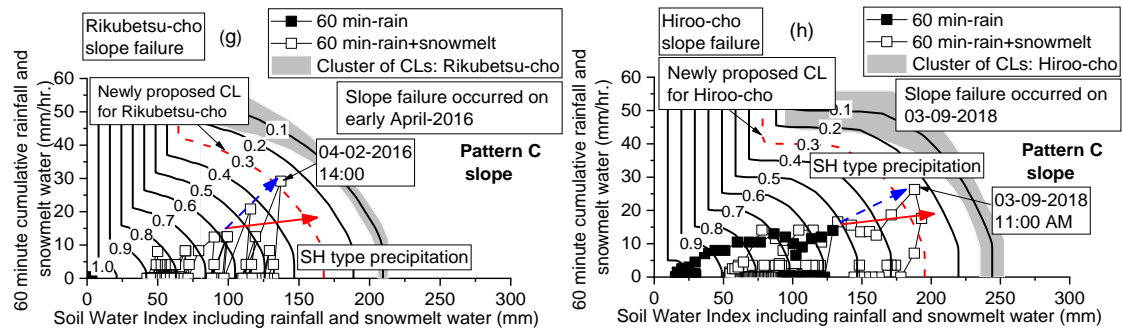 Rikubetsu-cho
slope failure
(g)
60 min-rain
60 min-rain+snowmelt
Cluster of CLs: Rikubetsu-cho
60 minute cumulative rainfall and
snowmelt water (mm/hr.)
60
50
40
30
20
10
0
Newly proposed CL
for Rikubetsu-cho
Slope failure occurred on
early April-2016
0.1
0.2
0.3
0.4
0.5
0.6
0.7
0.8
0.9
1.0
04-02-2016
14:00
Pattern C
slope
SH type precipitation
0 50 100 150 200 250 300
Soil Water Index including rainfall and snowmelt water (mm)
Hiroo-cho
slope failure
(h)
60 min-rain
60 min-rain+snowmelt
Cluster of CLs: Hiroo-cho
60 minute cumulative rainfall and
snowmelt water (mm/hr.)
60
50
40
30
20
10
0
Newly proposed CL
for Hiroo-cho
Slope failure occurred on
03-09-2018
0.1
0.2
0.3
0.4
0.5
0.6
0.7
0.8
0.9
Pattern C
slope
SH type precipitation
03-09-2018
11:00 AM
0 50 100 150 200 250 300
Soil Water Index including rainfall and snowmelt water (mm)